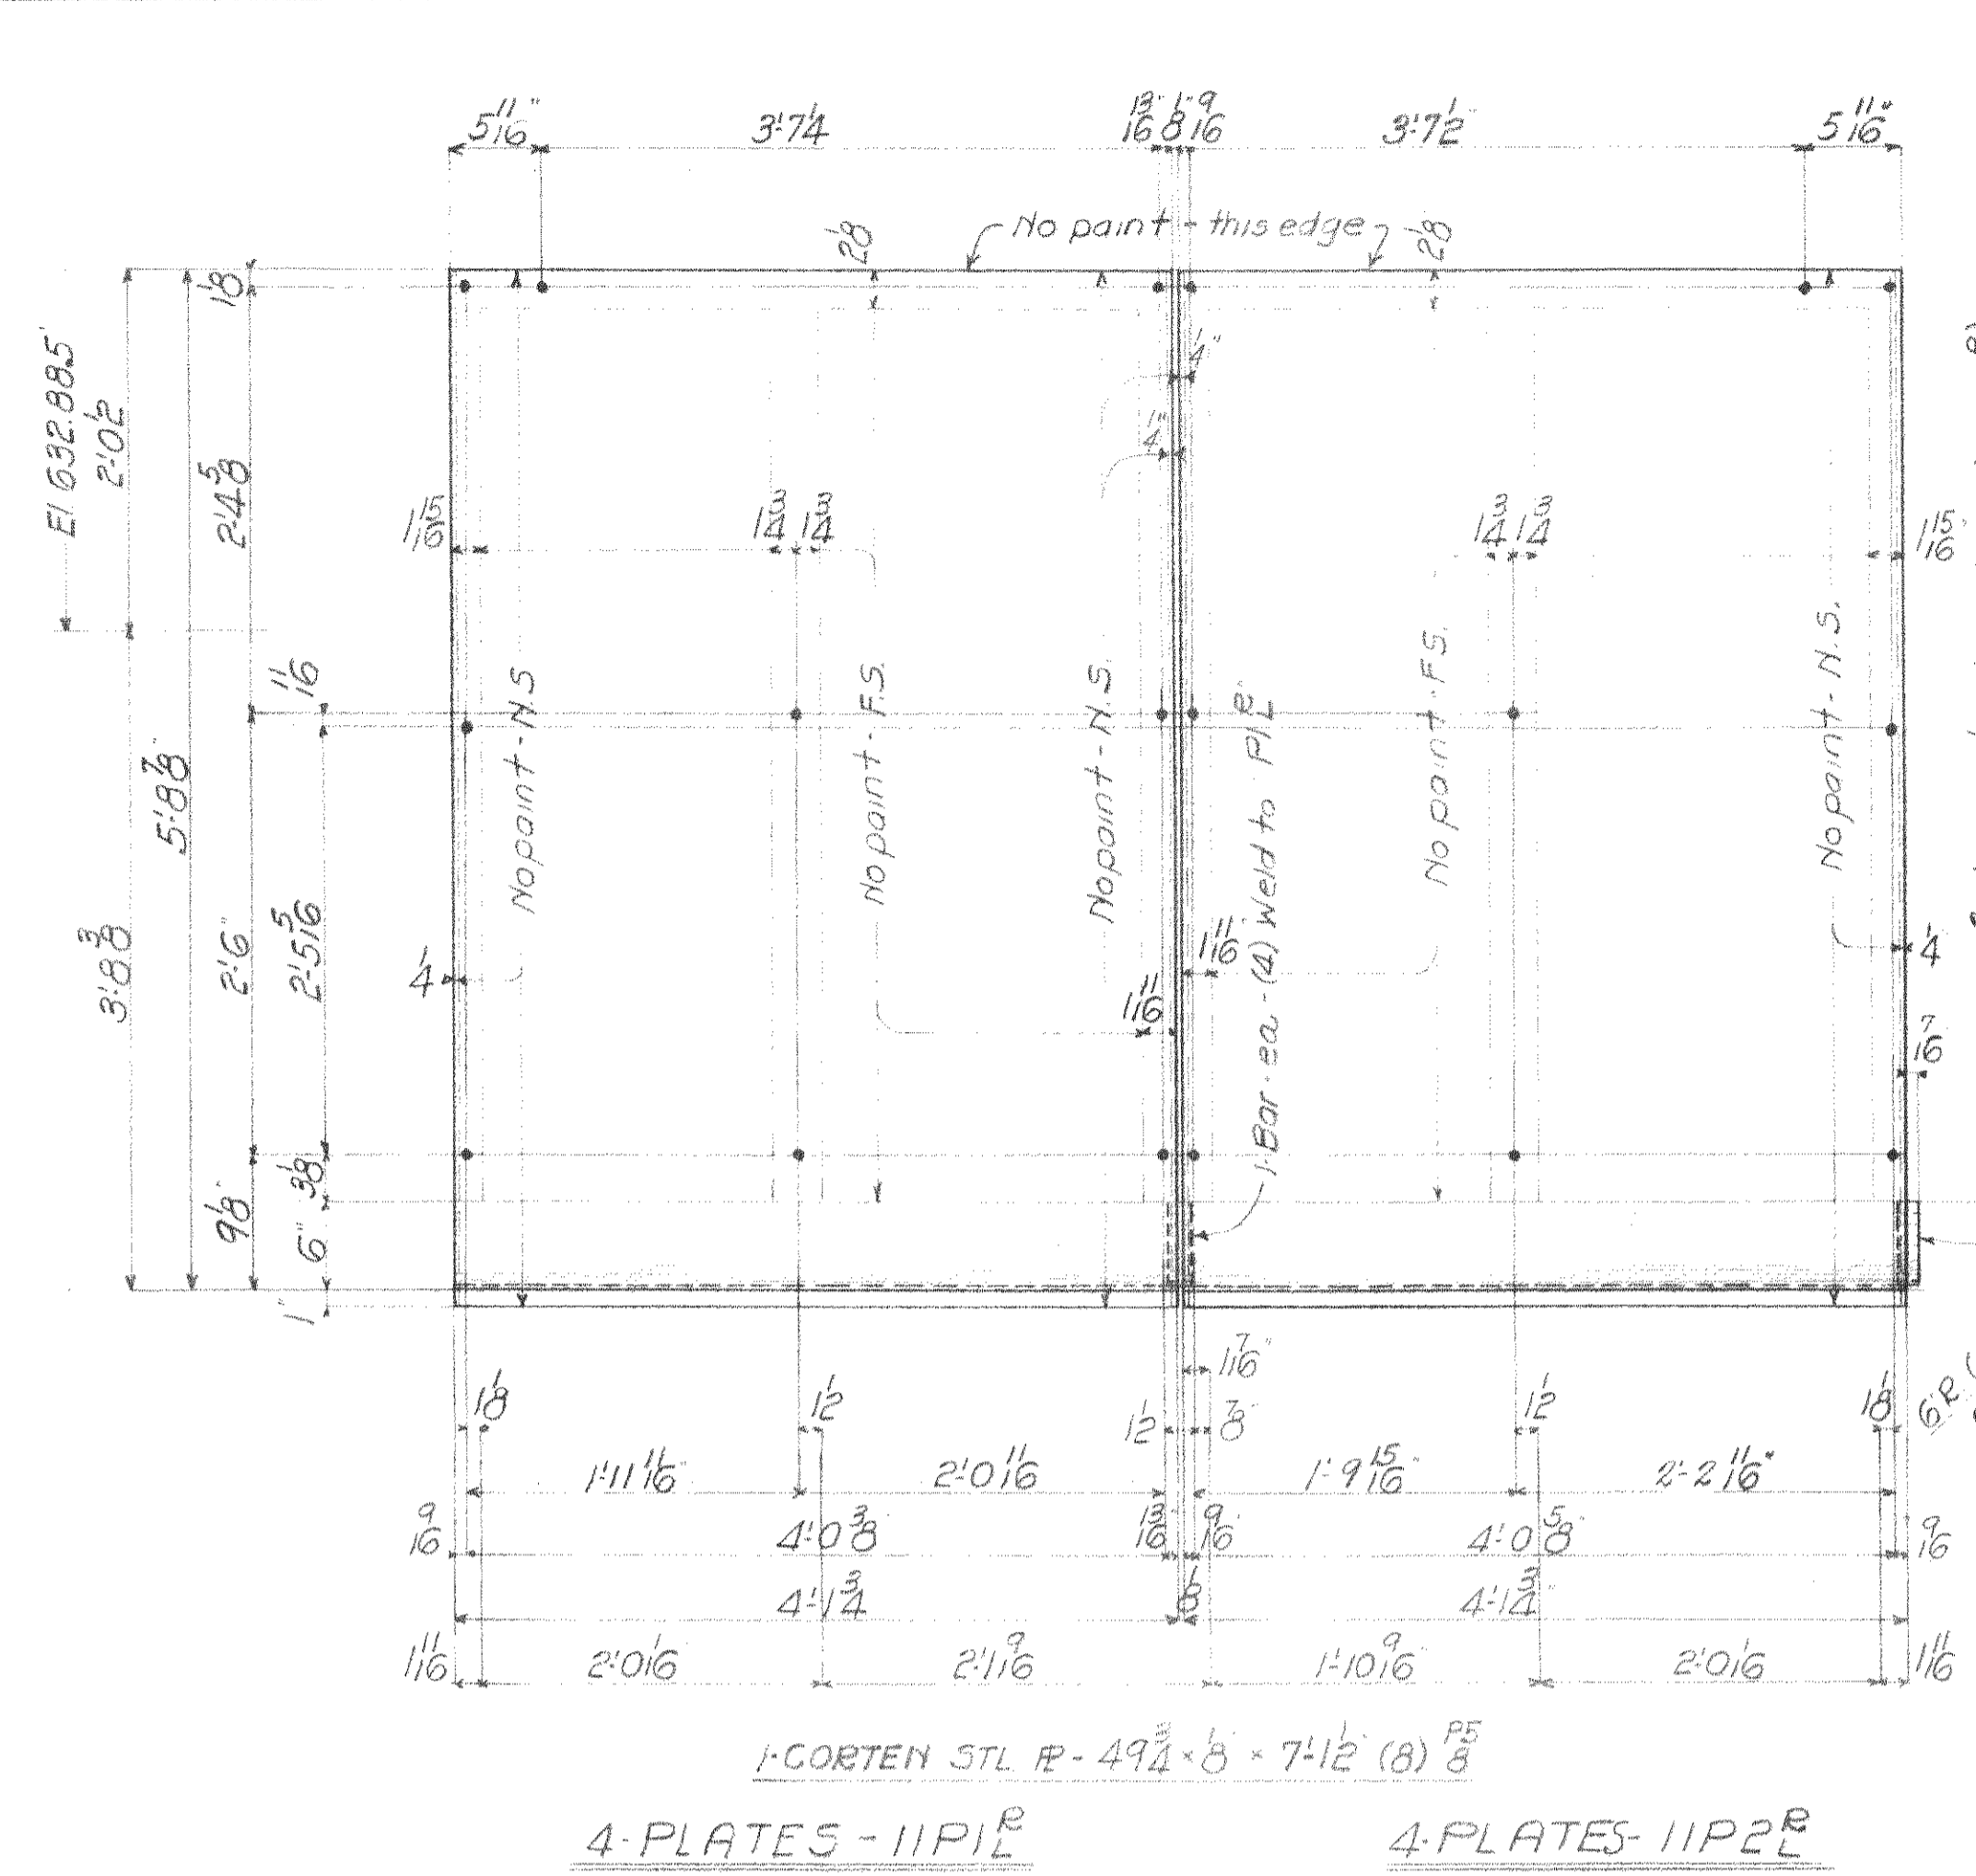 5 11/16" 3'-7 1/4 13/16" 1/8" 9/16 3'-7 1/2" 5 11/16"
No paint - this edge
2 1/8
2 1/8
1 1/8
El 632.885'
2'-0 1/2
2'-4 5/8
1/4"
1/4"
1 15/16
1 3/4 1 3/4
1 3/4 1 3/4
1 15/16"
11/16
5'-8 7/8"
3'-8 3/8
2'-6"
2'-5 5/16
No paint - N.S
No paint - F.S.
No paint - N.S.
1-Bar - ea - (4) Weld to P1 R/L
No paint - F.S.
No paint - N.S.
1/4
1 11/16
1 11/16
1/4
7/16
9 1/8"
3 1/8
6"
1"
1 7/16"
1 1/8 1 1/2 1 1/2 7/8 1 1/2 1 1/8
6 R
1'-11 11/16" 2'-0 11/16 1'-9 15/16" 2'-2 11/16"
9/16 4'-0 3/8" 13/16 9/16 4'-0 5/8" 9/16
4'-1 3/4 1/8 4'-1 3/4"
1 11/16 2'-0 1/16 2'-1 9/16 1'-10 9/16" 2'-0 1/16 1 11/16
1-CORTEN STL PL - 49 3/4 × 1/8" × 7'-1 1/2" (8) P5/8
4-PLATES - 11P1 R/L
4-PLATES - 11P2 R/L